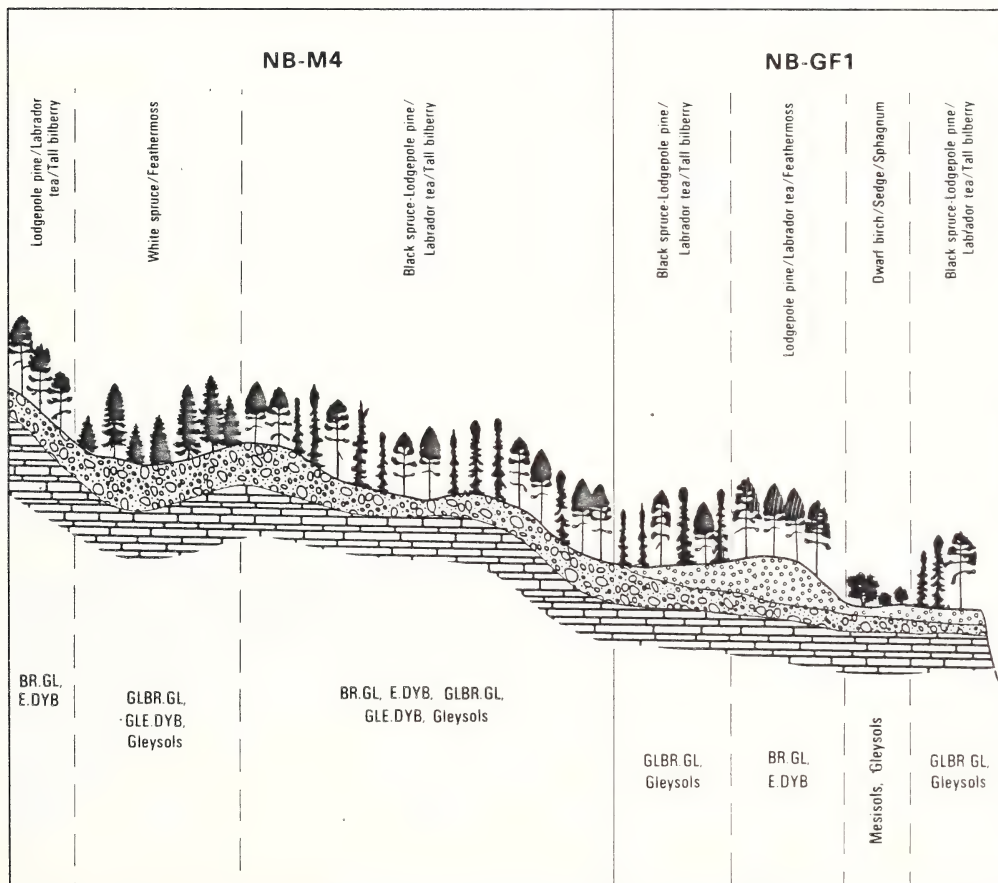 NB-M4
NB-GF1
Lodgepole pine/Labrador
tea/Tall bilberry
White spruce/Feathermoss
Black spruce-Lodgepole pine/
Labrador tea/Tall bilberry
Black spruce-Lodgepole pine/
Labrador tea/Tall bilberry
Lodgepole pine/Labrador tea/Feathermoss
Dwarf birch/Sedge/Sphagnum
Black spruce-Lodgepole pine/
Labrador tea/Tall bilberry
BR.GL,
E.DYB
GLBR.GL,
GLE.DYB,
Gleysols
BR.GL, E.DYB, GLBR.GL,
GLE.DYB, Gleysols
GLBR.GL,
Gleysols
BR.GL,
E.DYB
Mesisols, Gleysols
GLBR GL,
Gleysols